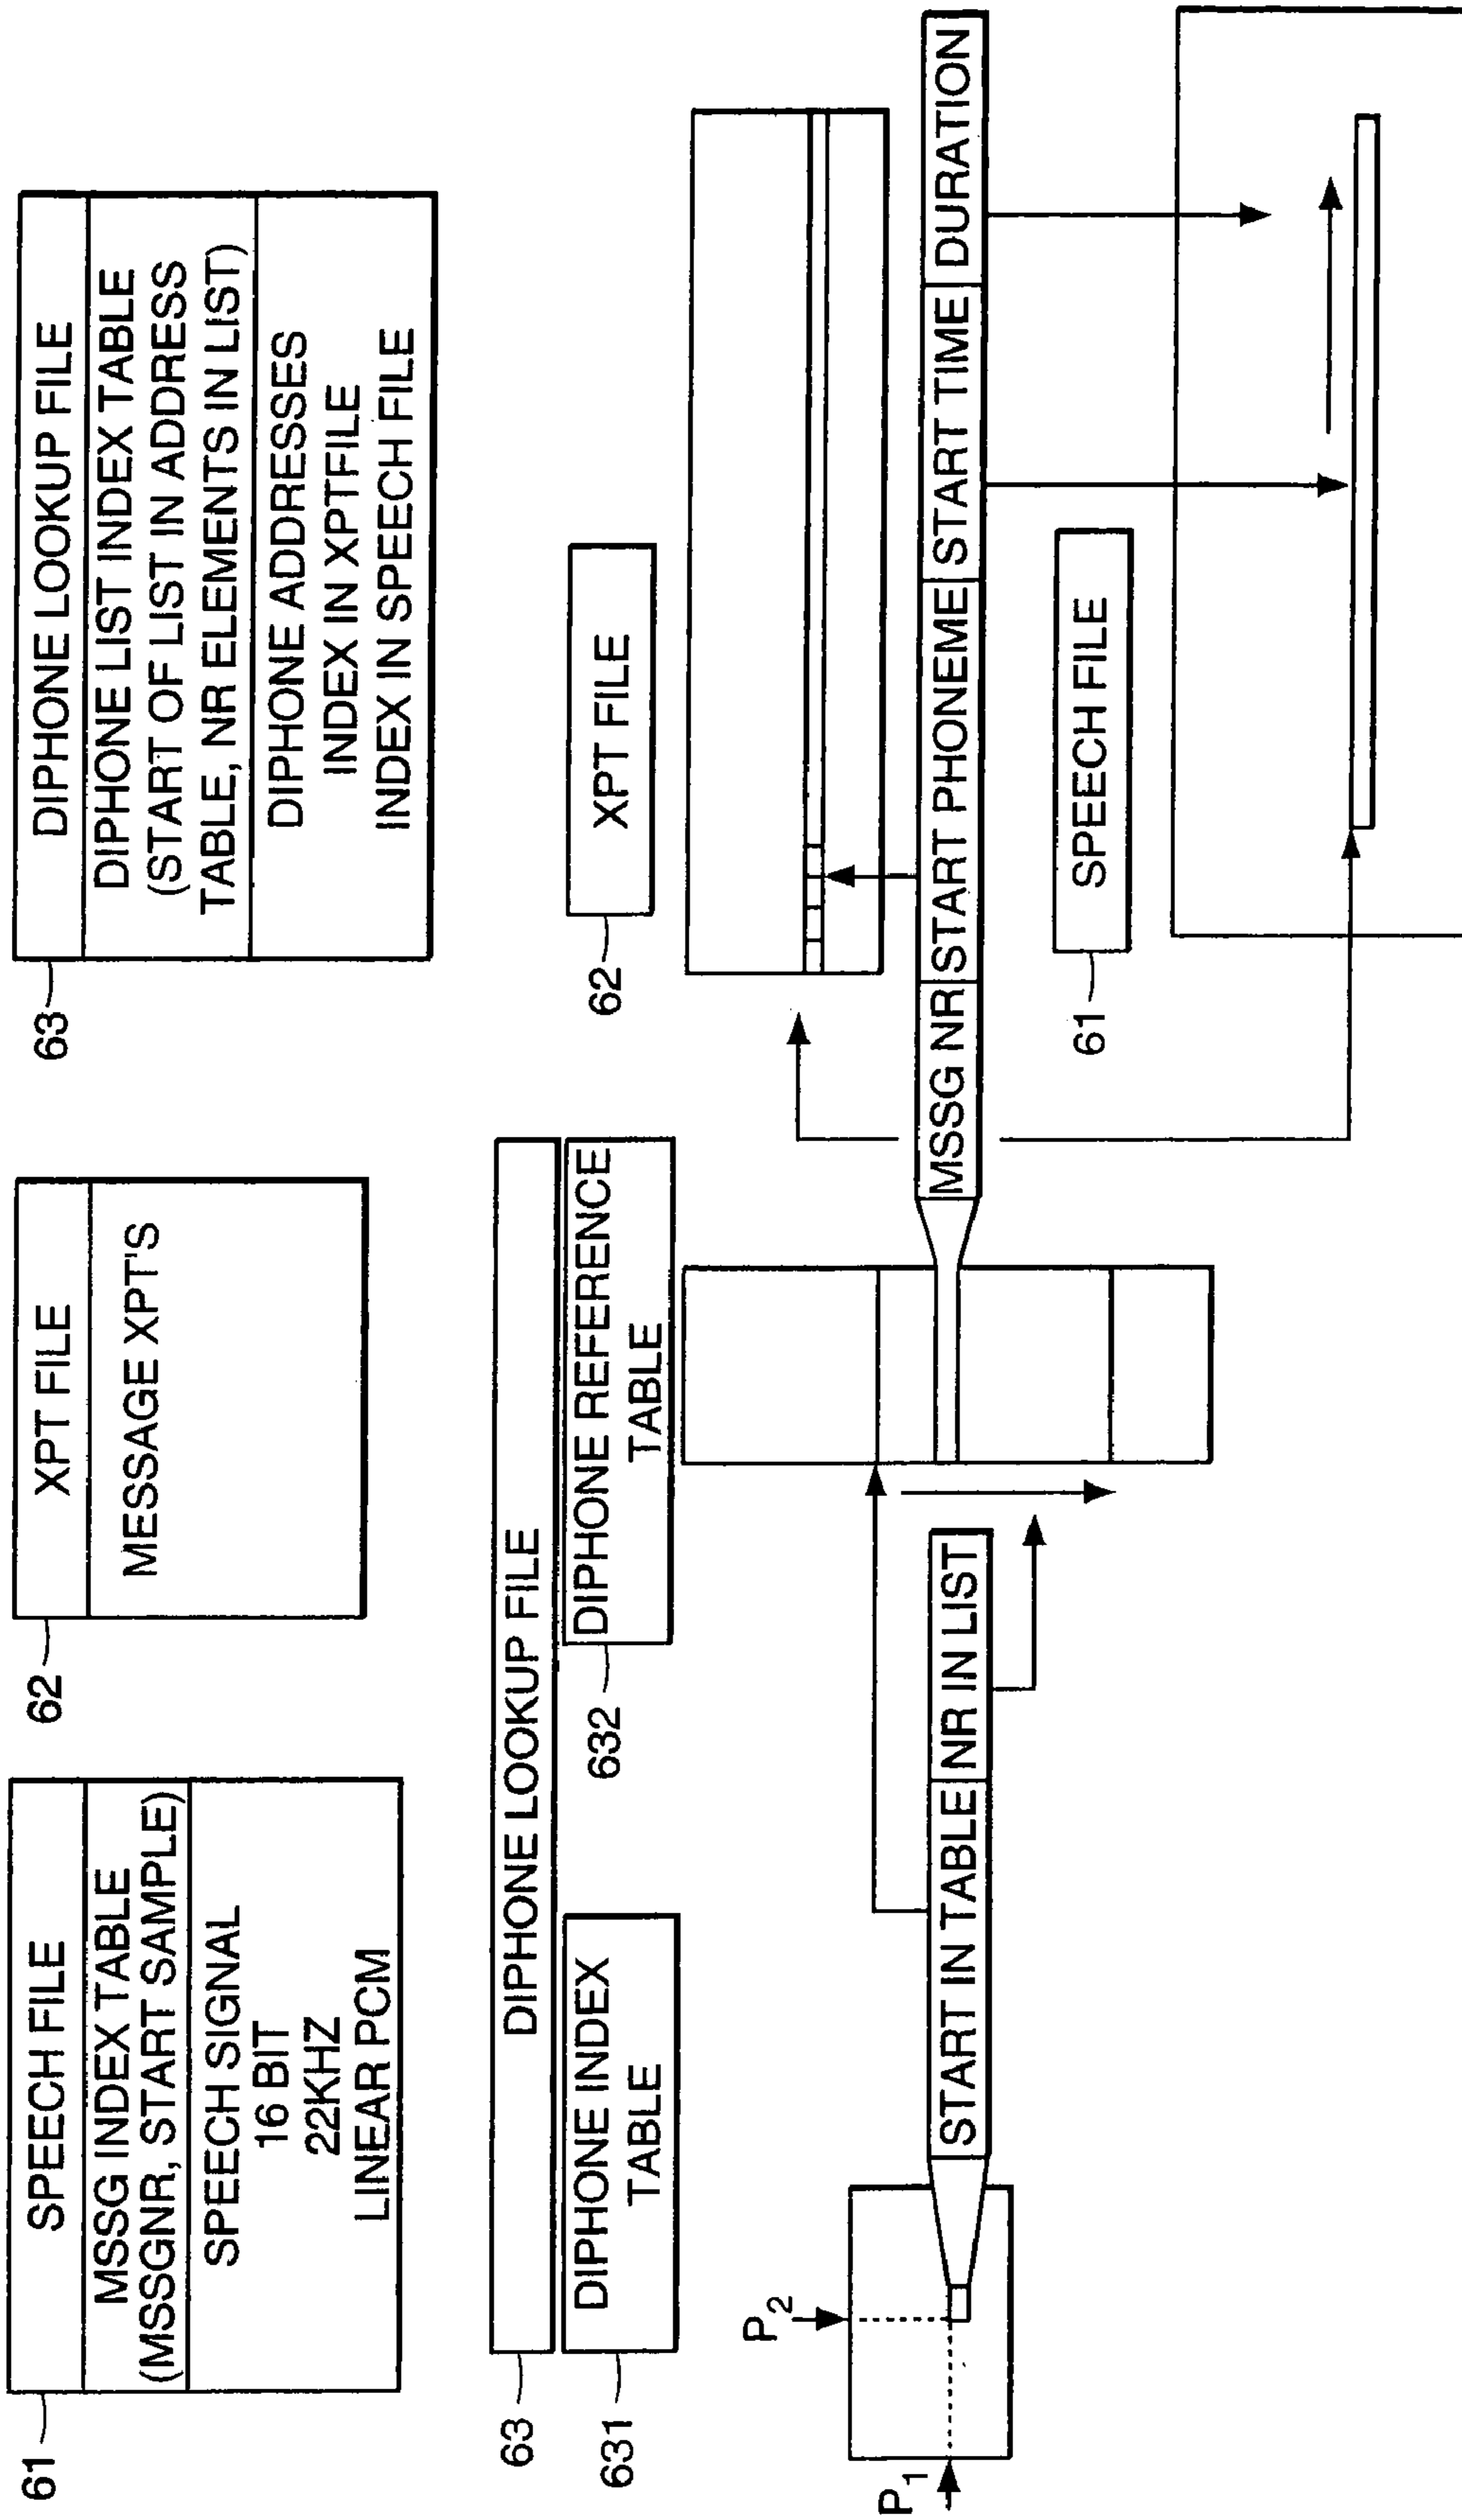 61
SPEECH FILE
MSSG INDEX TABLE
(MSSGNR, START SAMPLE)
SPEECH SIGNAL
16 BIT
22KHZ
LINEAR PCM
62
XPT FILE
MESSAGE XPT'S
63
DIPHONE LOOKUP FILE
DIPHONE LIST INDEX TABLE
(START OF LIST IN ADDRESS
TABLE, NR ELEMENTS IN LIST)
DIPHONE ADDRESSES
INDEX IN XPTFILE
INDEX IN SPEECH FILE
63
DIPHONE LOOKUP FILE
631
DIPHONE INDEX
TABLE
632
DIPHONE REFERENCE
TABLE
62
XPT FILE
P2
P1
START IN TABLE
NR IN LIST
MSSG NR
START PHONEME
START TIME
DURATION
61
SPEECH FILE